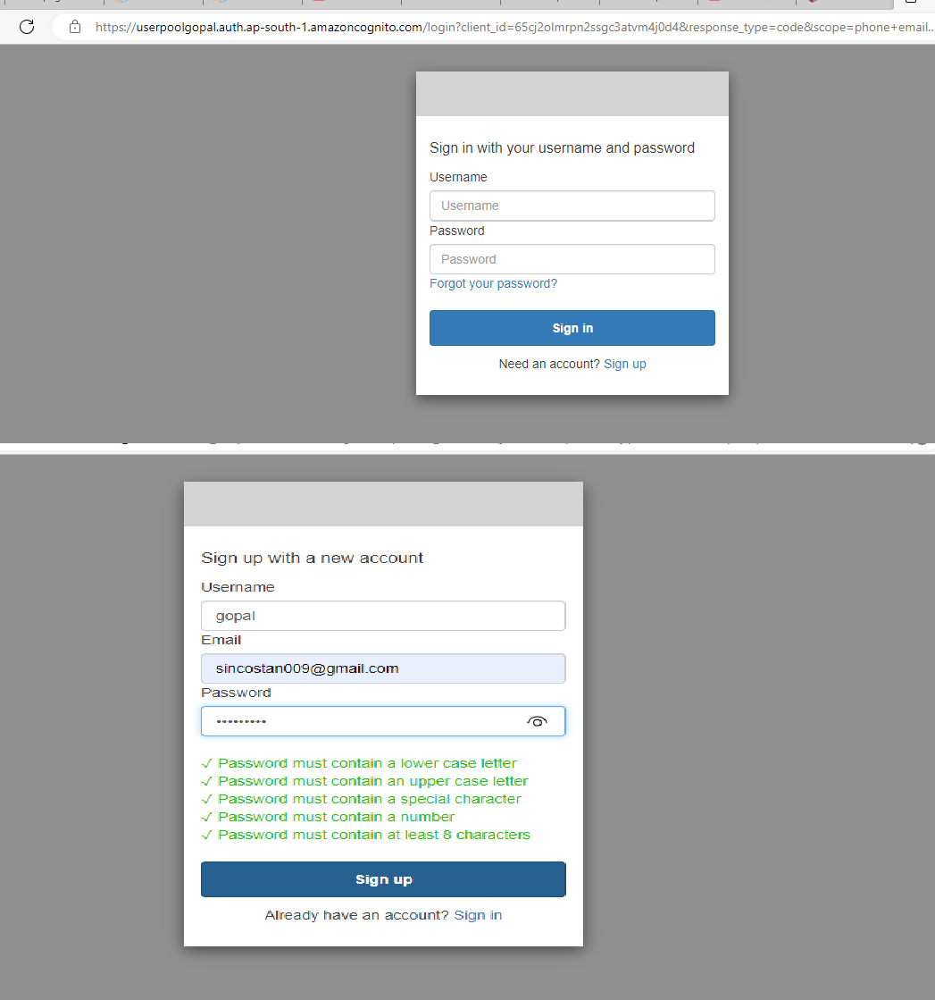 https://userpoolgopal.auth.ap-south-1.amazoncognito.com/login?client_id=65cj2olmrpn2ssgc3atvm4j0d4&response_type=code&scope=phone+email...
Sign in with your username and password
Username
Username
Password
Password
Forgot your password?
Sign in
Need an account? Sign up
Sign up with a new account
Username
gopal
Email
sincostan009@gmail.com
Password
•••••••••
✓ Password must contain a lower case letter
✓ Password must contain an upper case letter
✓ Password must contain a special character
✓ Password must contain a number
✓ Password must contain at least 8 characters
Sign up
Already have an account? Sign in